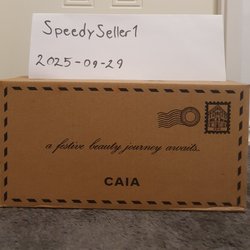 SpeedySeller1
2025-09-29
a festive beauty journey awaits..
CAIA